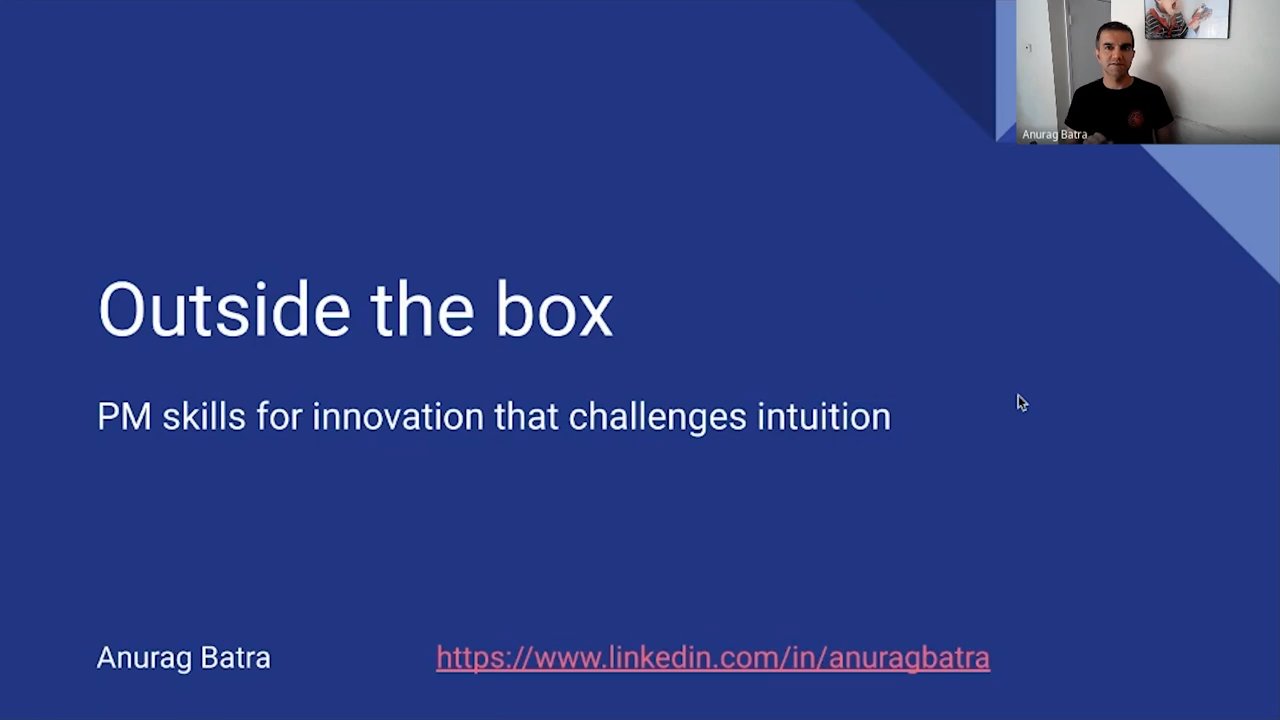 Anurag Batra
Outside the box
PM skills for innovation that challenges intuition
Anurag Batra
https://www.linkedin.com/in/anuragbatra